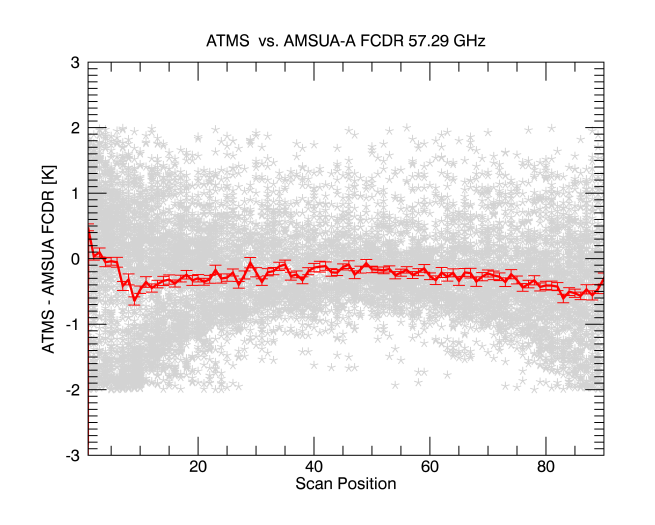 ATMS  vs. AMSUA-A FCDR 57.29 GHz
3
2
1
0
-1
-2
-3
ATMS - AMSUA FCDR [K]
20 40 60 80
Scan Position